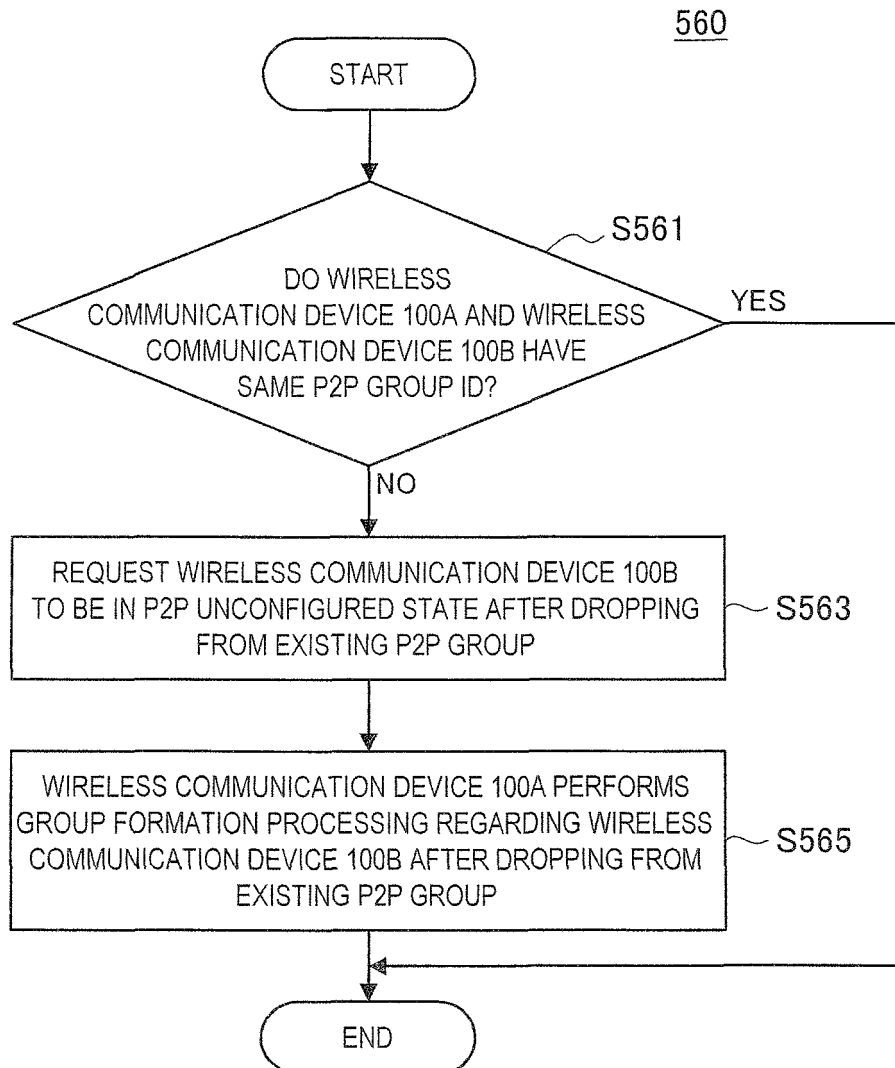 560
START
S561
DO WIRELESS
COMMUNICATION DEVICE 100A AND WIRELESS
COMMUNICATION DEVICE 100B HAVE
SAME P2P GROUP ID?
YES
NO
REQUEST WIRELESS COMMUNICATION DEVICE 100B
TO BE IN P2P UNCONFIGURED STATE AFTER DROPPING
FROM EXISTING P2P GROUP
S563
WIRELESS COMMUNICATION DEVICE 100A PERFORMS
GROUP FORMATION PROCESSING REGARDING WIRELESS
COMMUNICATION DEVICE 100B AFTER DROPPING FROM
EXISTING P2P GROUP
S565
END